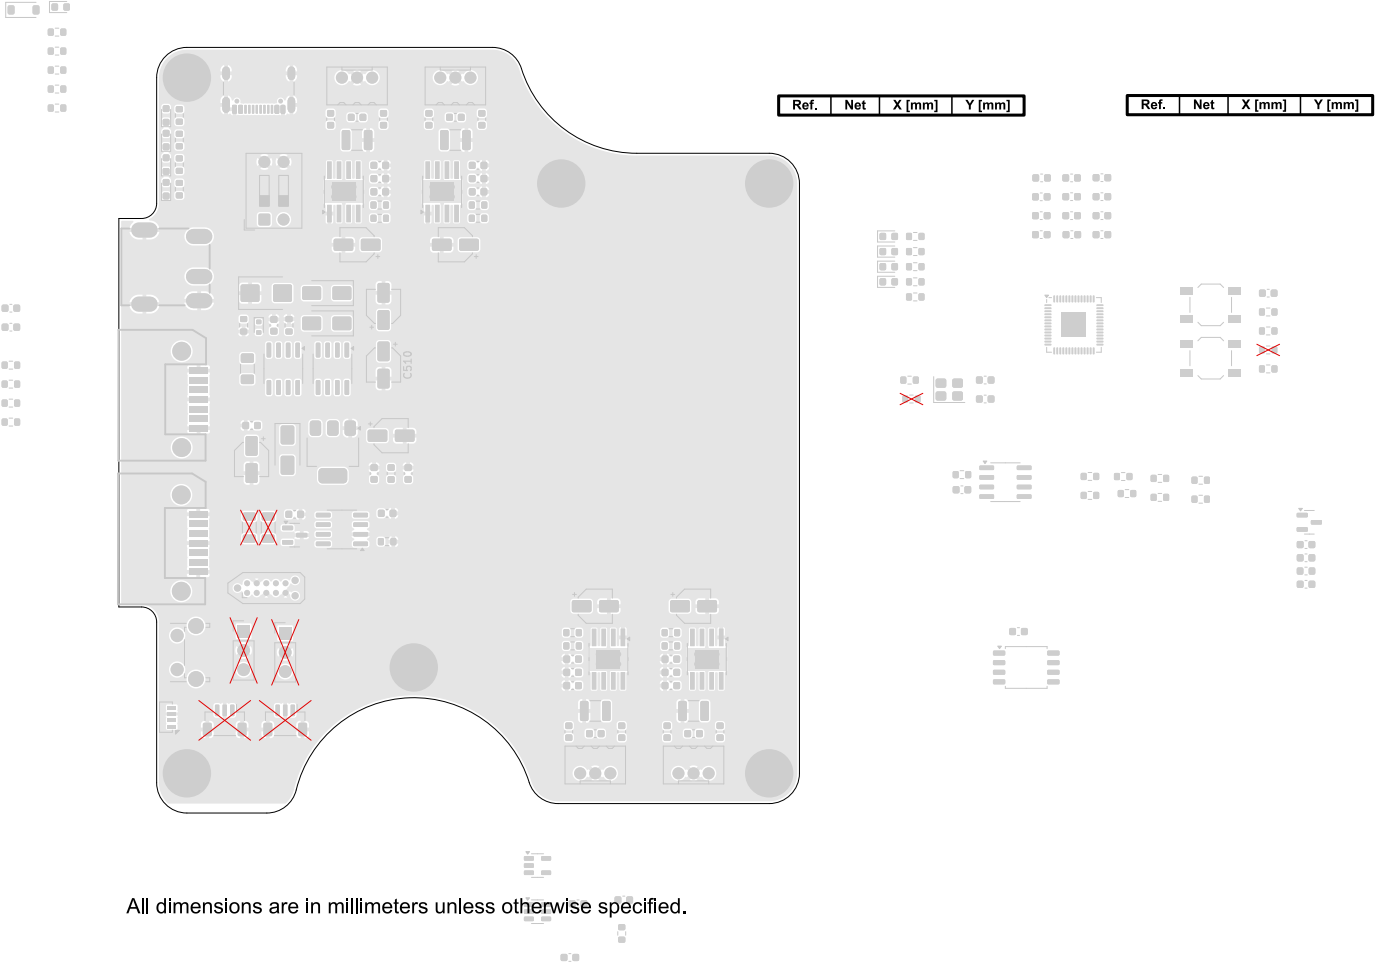 Ref. Net X [mm] Y [mm]
Ref. Net X [mm] Y [mm]
C510
All dimensions are in millimeters unless otherwise specified.